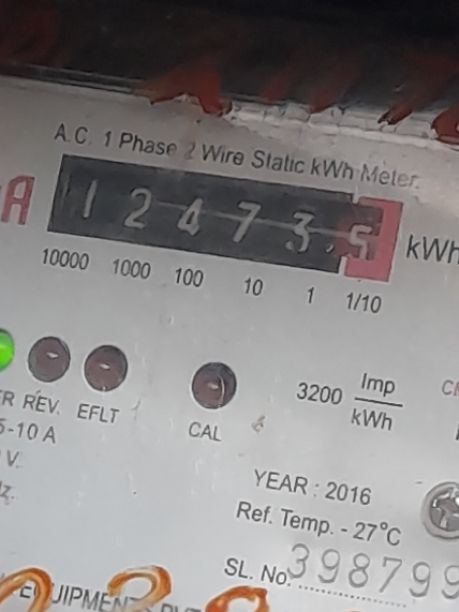 A.C. 1 Phase 2 Wire Static kWh Meter.
A 1 2 4 7 3 . 5 kWh
10000 1000 100 10 1 1/10
REV. EFLT CAL
3200 Imp/kWh
5-10 A
V.
YEAR : 2016
Ref. Temp. - 27°C
SL. No. 398799